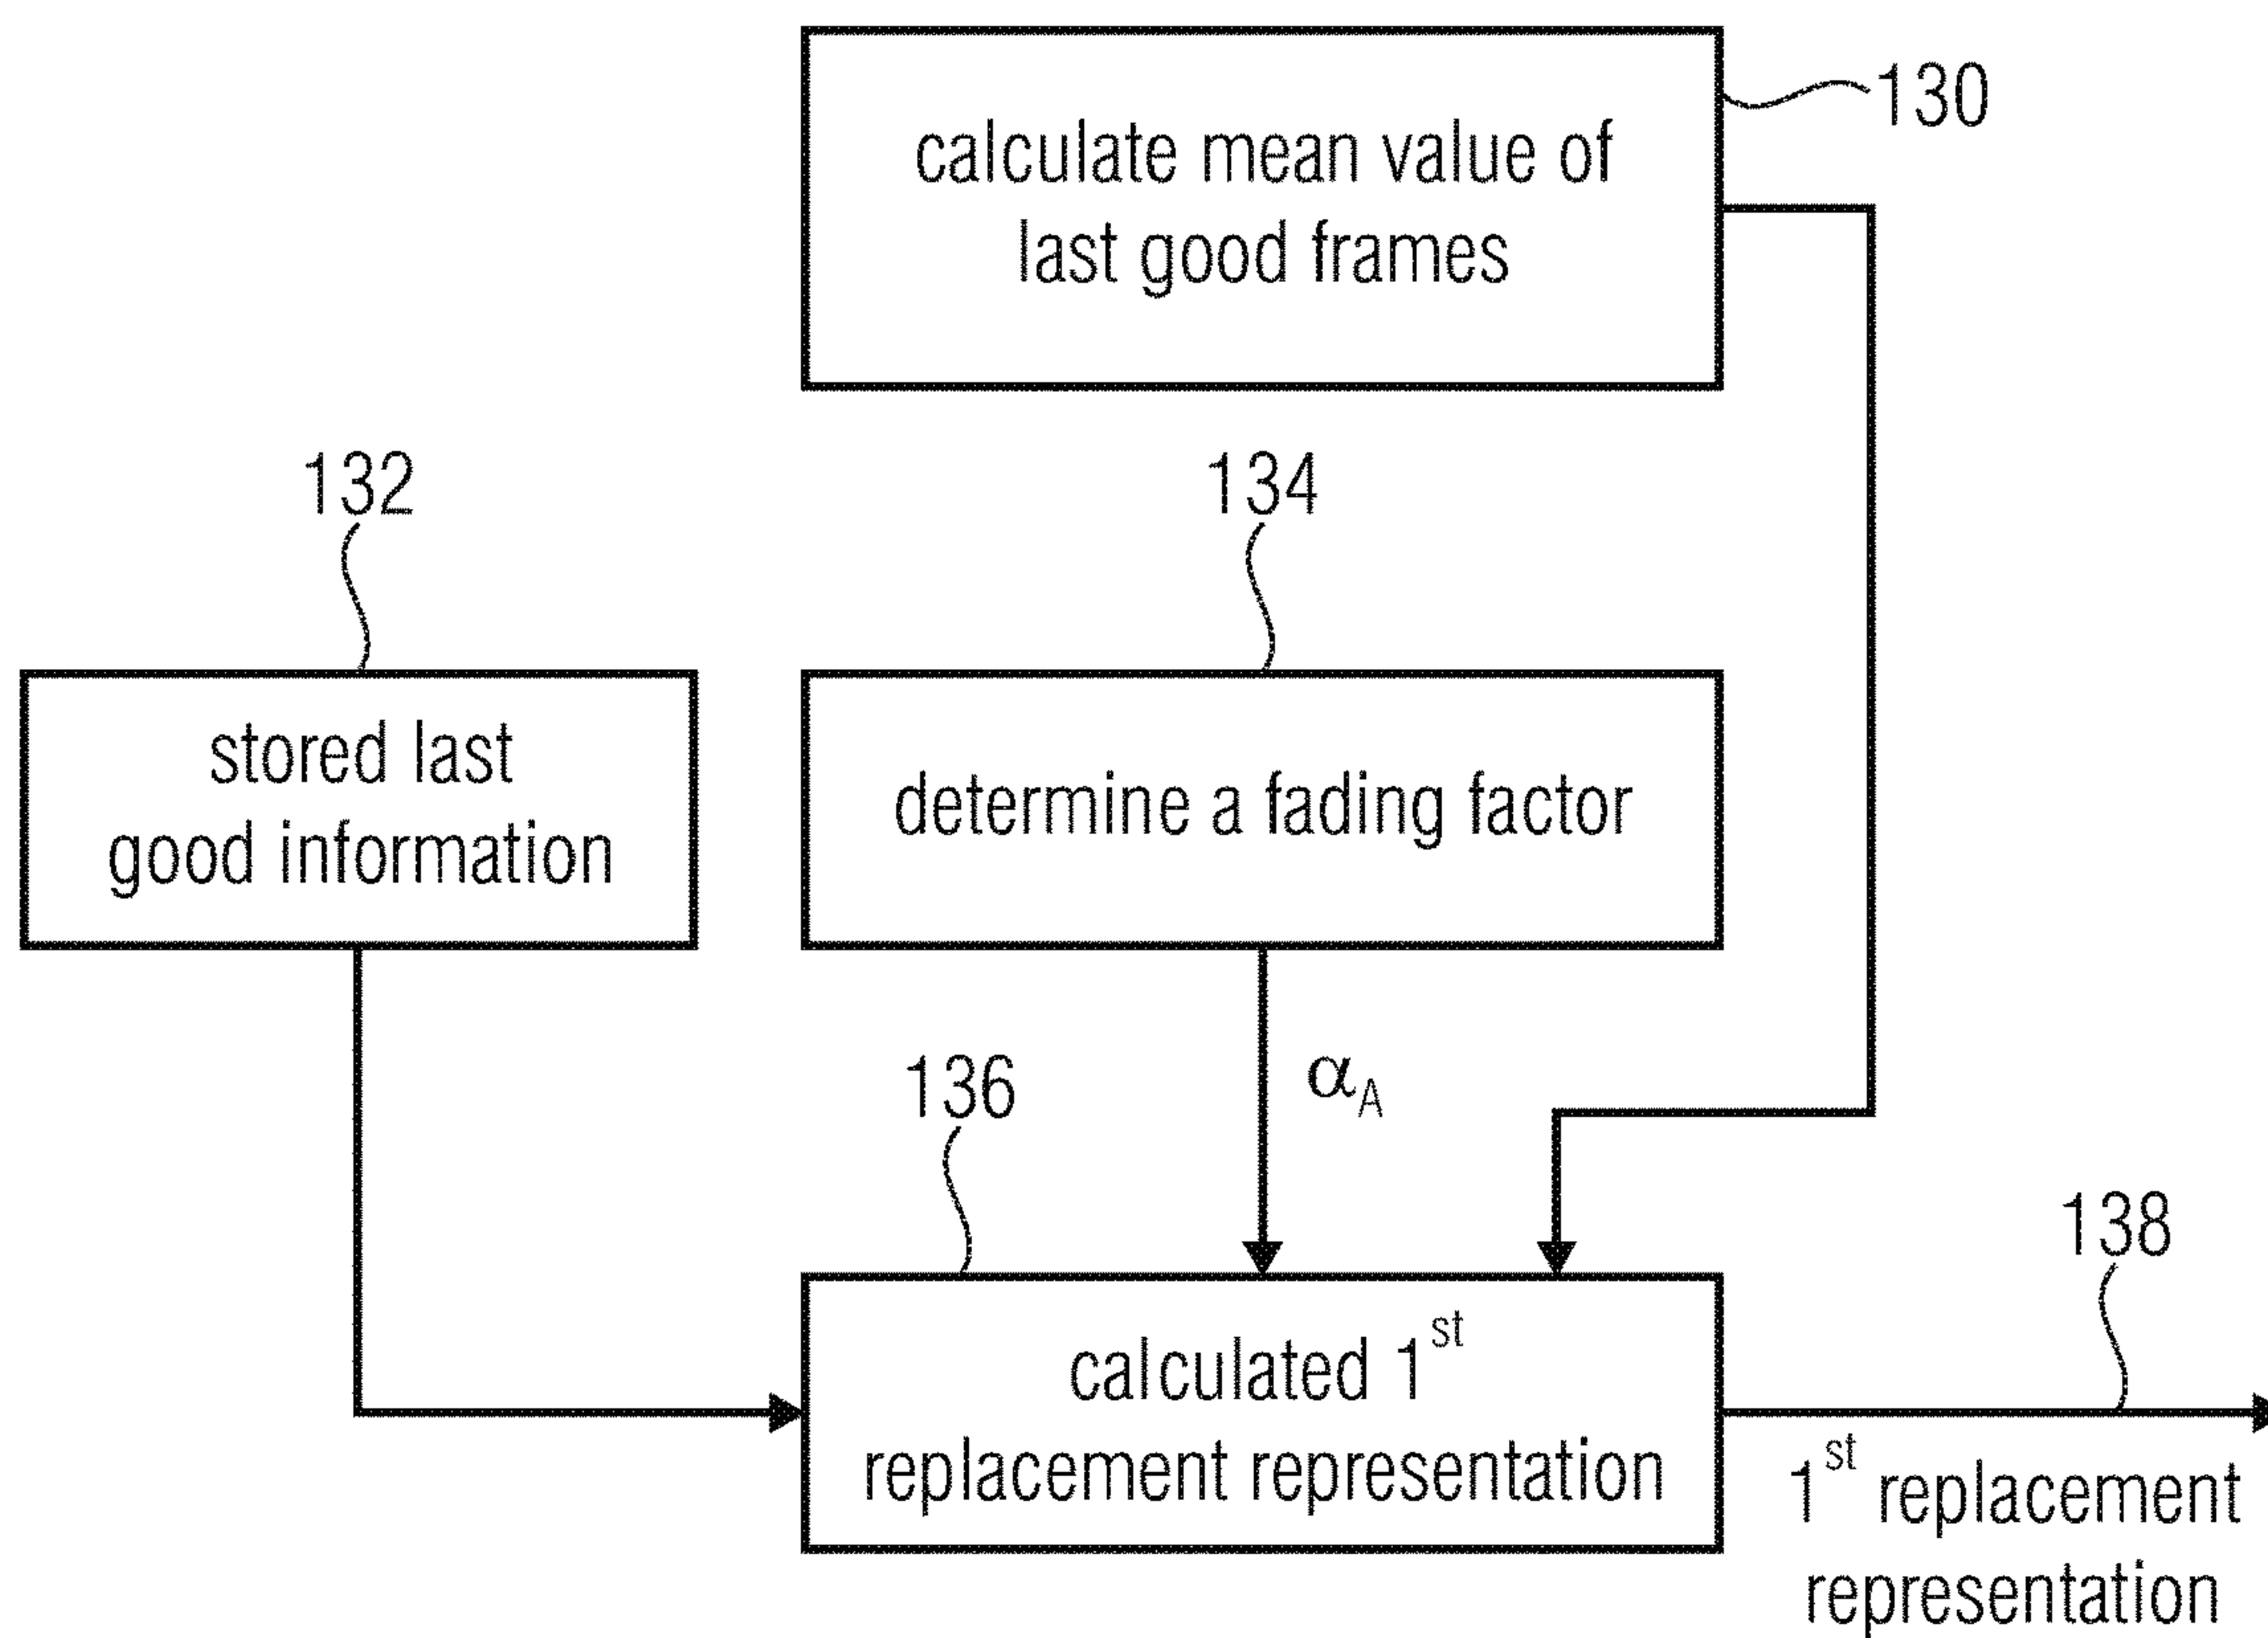 calculate mean value of
last good frames
130
132
134
stored last
good information
determine a fading factor
136
αA
138
calculated 1st
replacement representation
1st replacement
representation